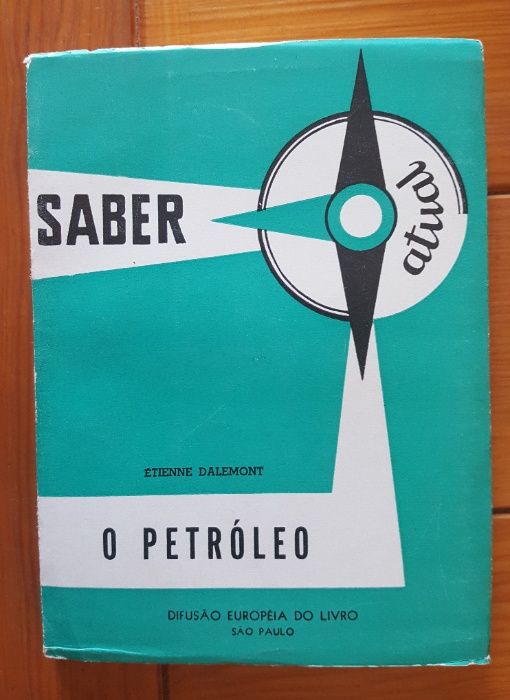 SABER
atual
ÉTIENNE DALEMONT
O PETRÓLEO
DIFUSÃO EUROPÉIA DO LIVRO
SÃO PAULO